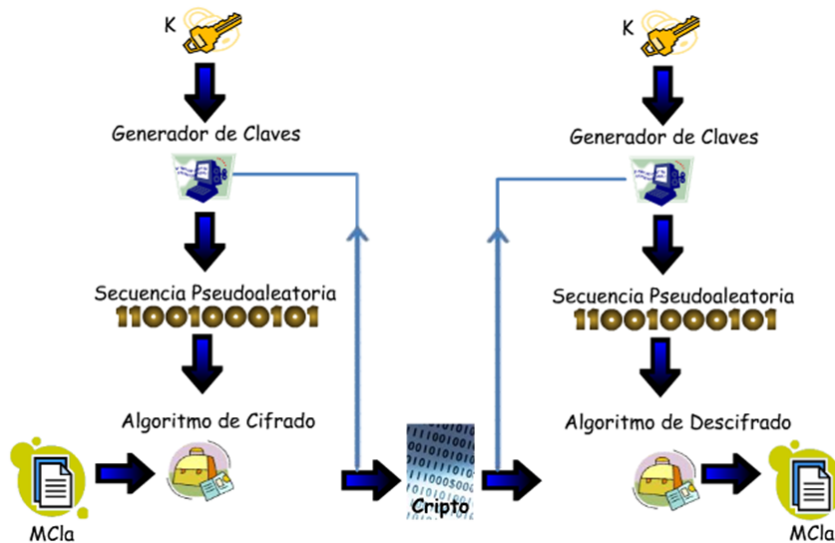 K
K
Generador de Claves
Generador de Claves
Secuencia Pseudoaleatoria
11001000101
Secuencia Pseudoaleatoria
11001000101
Algoritmo de Cifrado
Algoritmo de Descifrado
Cripto
MCla
MCla